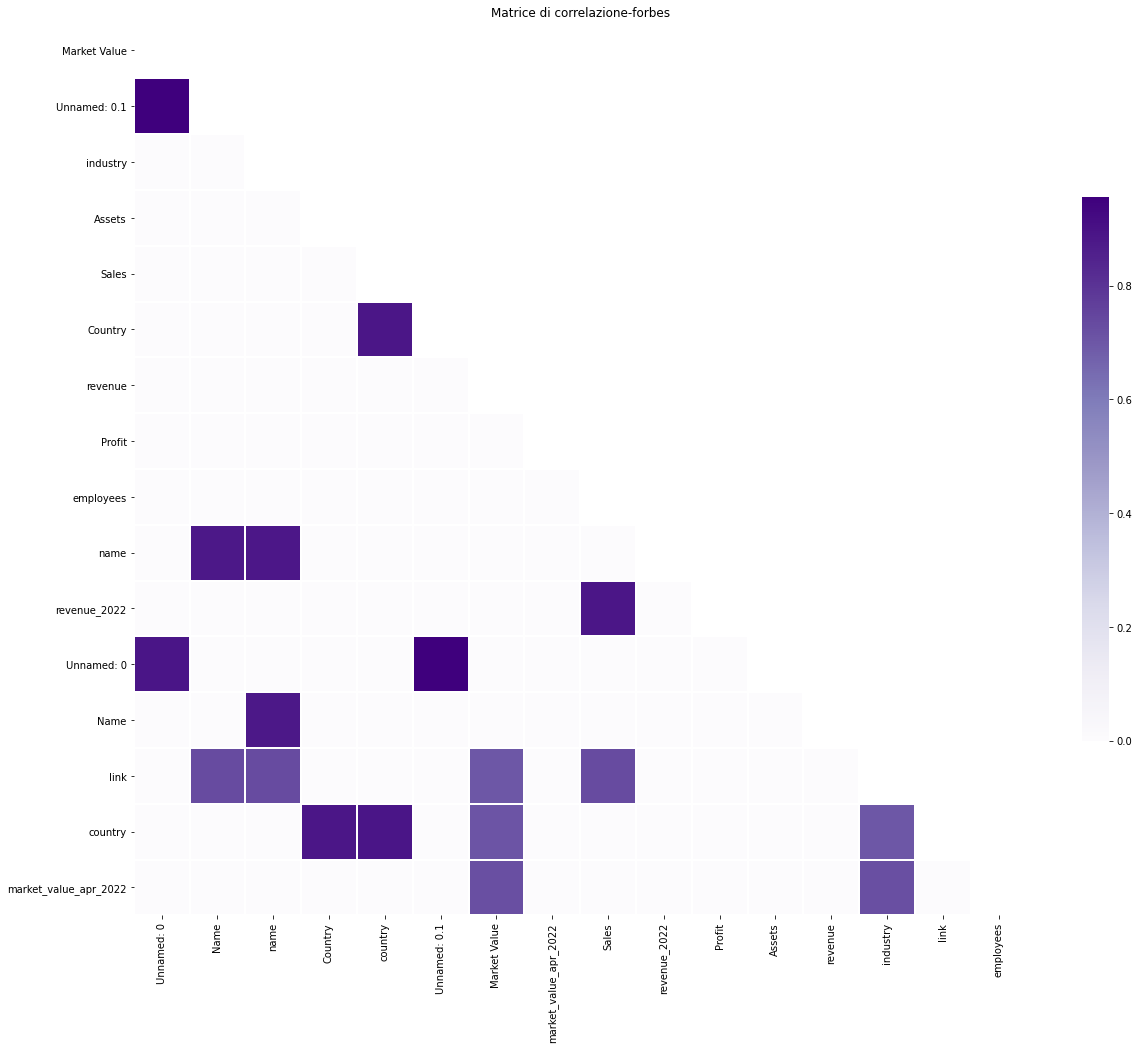 Matrice di correlazione-forbes
Market Value
Unnamed: 0.1
industry
Assets
Sales
Country
revenue
Profit
employees
name
revenue_2022
Unnamed: 0
Name
link
country
market_value_apr_2022
0.8
0.6
0.4
0.2
0.0
Unnamed: 0
Name
name
Country
country
Unnamed: 0.1
Market Value
market_value_apr_2022
Sales
revenue_2022
Profit
Assets
revenue
industry
link
employees